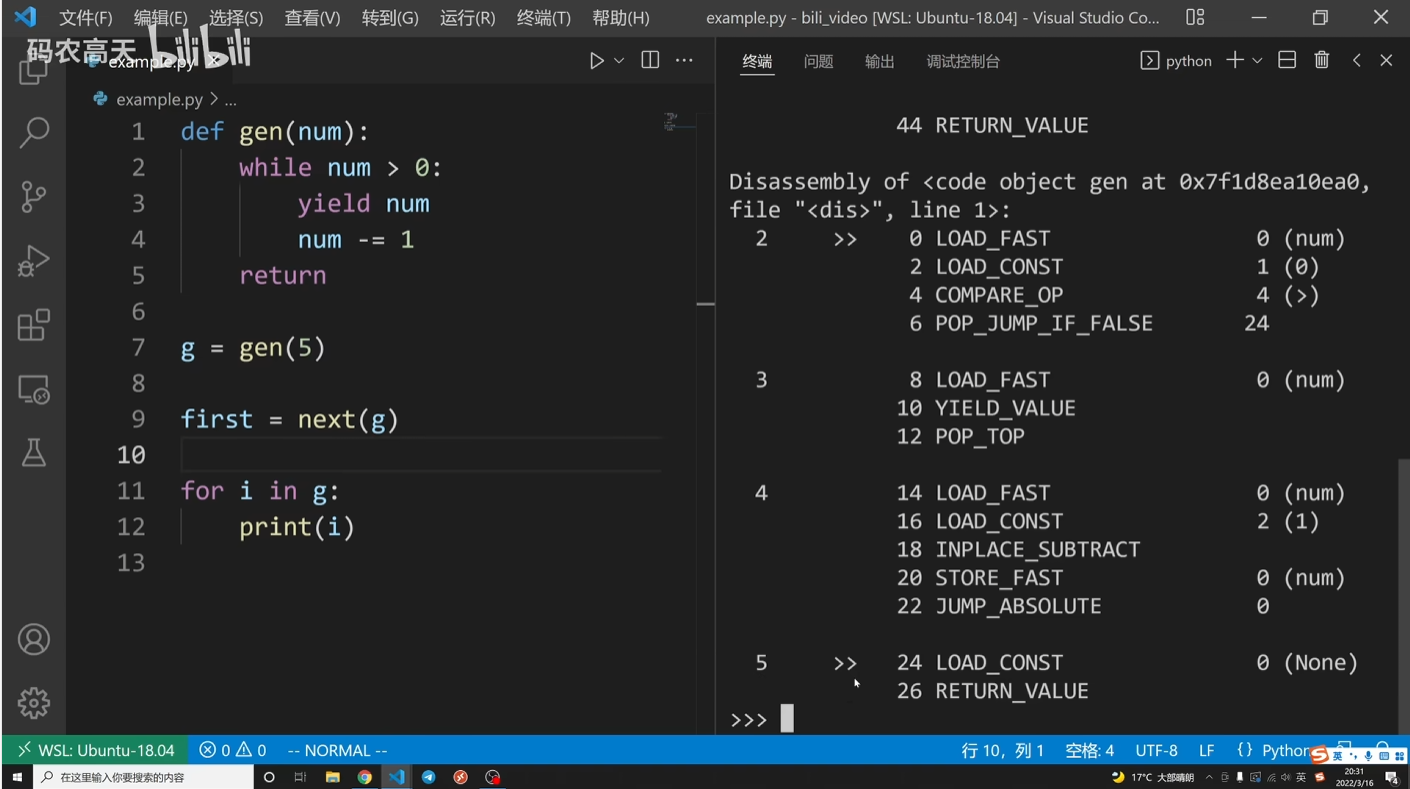 文件(F) 编辑(E) 选择(S) 查看(V) 转到(G) 运行(R) 终端(T) 帮助(H) example.py - bili_video [WSL: Ubuntu-18.04] - Visual Studio Co...
码农高天 bilibili
example.py
终端 问题 输出 调试控制台 python
example.py > ...
1 def gen(num):
2     while num > 0:
3         yield num
4         num -= 1
5     return
6
7 g = gen(5)
8
9 first = next(g)
10
11 for i in g:
12     print(i)
13
44 RETURN_VALUE
Disassembly of <code object gen at 0x7f1d8ea10ea0,
file "<dis>", line 1>:
2 >> 0 LOAD_FAST 0 (num)
2 LOAD_CONST 1 (0)
4 COMPARE_OP 4 (>)
6 POP_JUMP_IF_FALSE 24
3 8 LOAD_FAST 0 (num)
10 YIELD_VALUE
12 POP_TOP
4 14 LOAD_FAST 0 (num)
16 LOAD_CONST 2 (1)
18 INPLACE_SUBTRACT
20 STORE_FAST 0 (num)
22 JUMP_ABSOLUTE 0
5 >> 24 LOAD_CONST 0 (None)
26 RETURN_VALUE
>>>
WSL: Ubuntu-18.04 0 0 -- NORMAL -- 行 10，列 1 空格: 4 UTF-8 LF {} Python 英
在这里输入你要搜索的内容 17°C 大部晴朗 英 20:31
2022/3/16 4